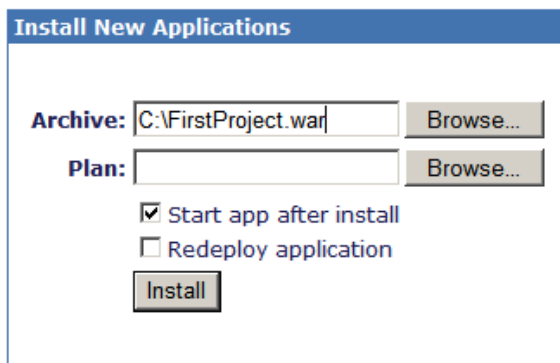 Install New Applications
Archive: C:\FirstProject.war Browse...
Plan: Browse...
Start app after install
Redeploy application
Install